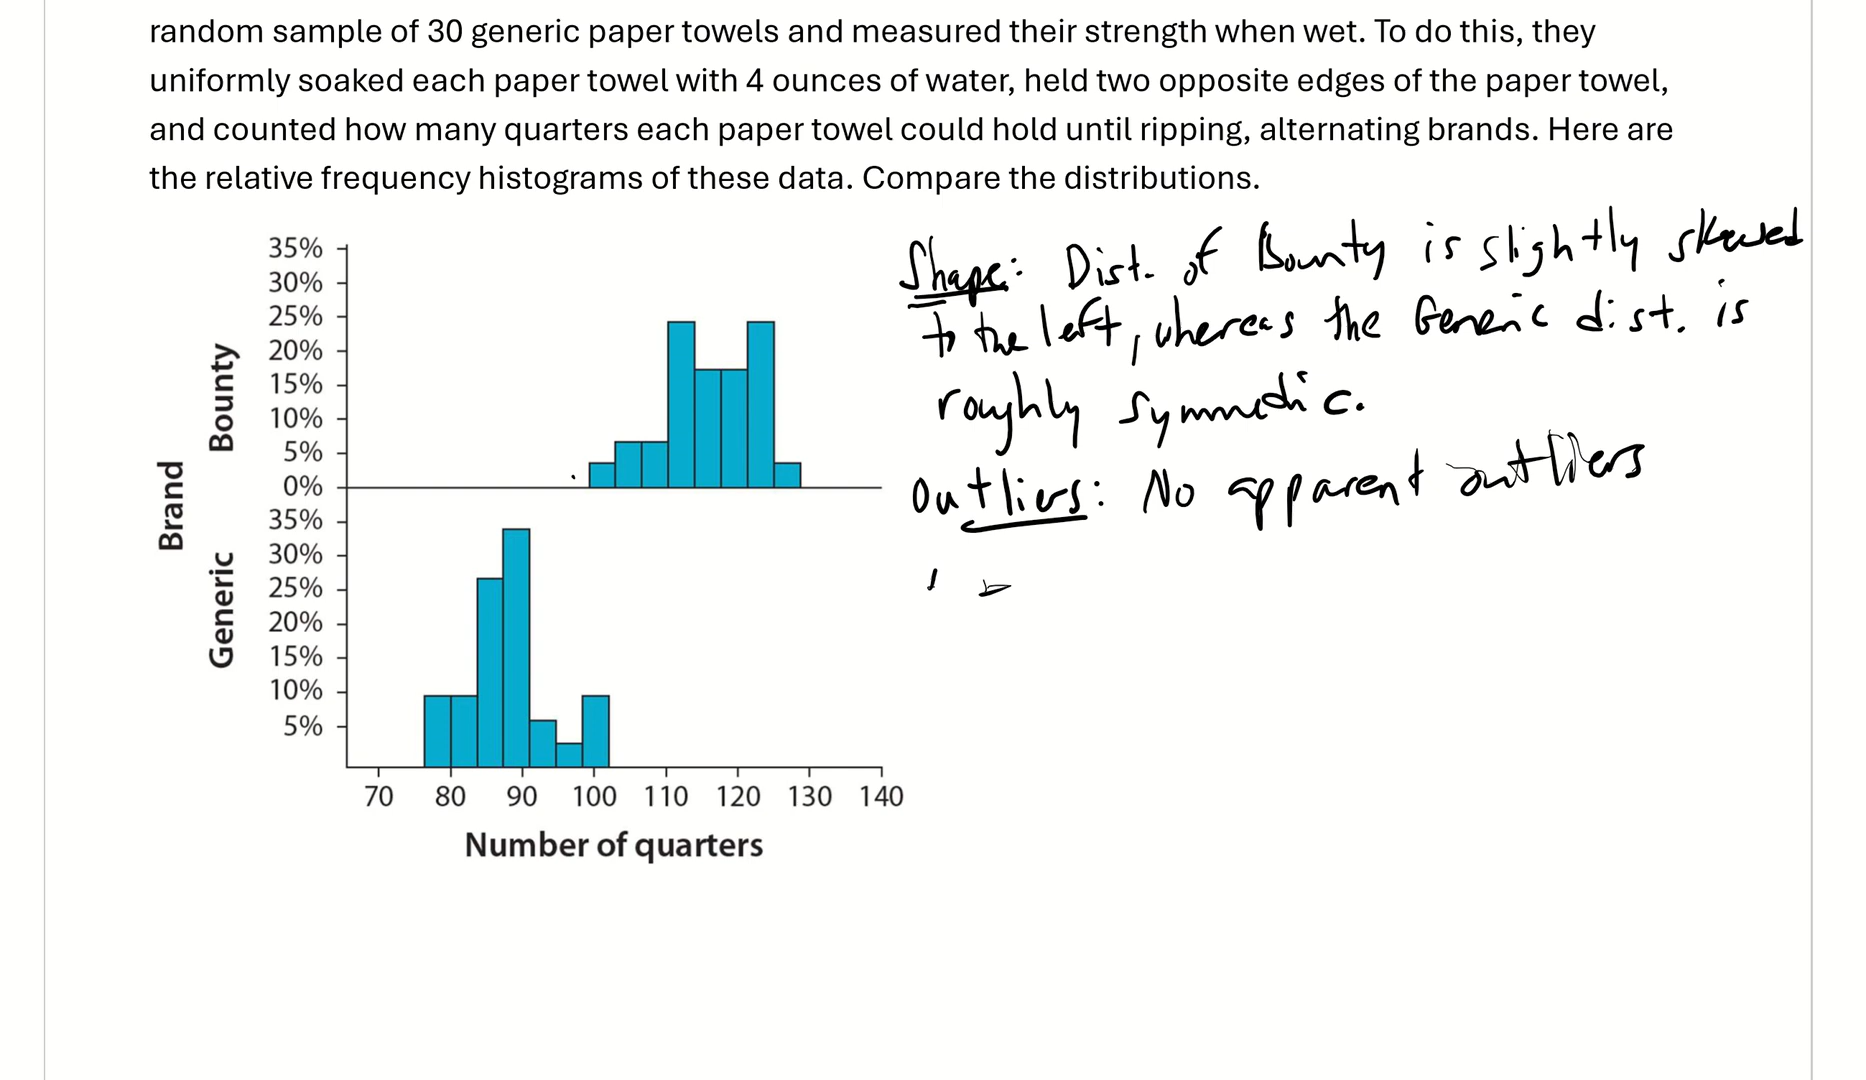 random sample of 30 generic paper towels and measured their strength when wet. To do this, they
uniformly soaked each paper towel with 4 ounces of water, held two opposite edges of the paper towel,
and counted how many quarters each paper towel could hold until ripping, alternating brands. Here are
the relative frequency histograms of these data. Compare the distributions.
Brand
Bounty
35%
30%
25%
20%
15%
10%
5%
0%
Generic
35%
30%
25%
20%
15%
10%
5%
70 80 90 100 110 120 130 140
Number of quarters
Shape: Dist. of Bounty is slightly skewed
to the left, whereas the Generic dist. is
roughly symmetric.
Outliers: No apparent outliers